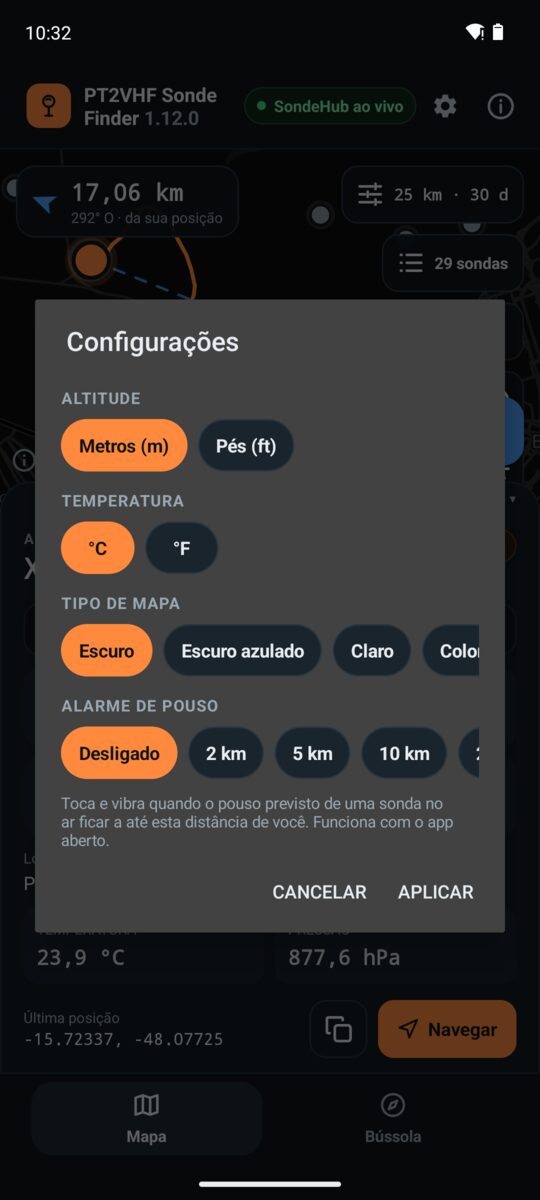 10:32
PT2VHF Sonde
Finder 1.12.0
SondeHub ao vivo
17,06 km
292° O · da sua posição
25 km · 30 d
29 sondas
Configurações
ALTITUDE
Metros (m)
Pés (ft)
TEMPERATURA
°C
°F
TIPO DE MAPA
Escuro
Escuro azulado
Claro
ALARME DE POUSO
Desligado
2 km
5 km
10 km
Toca e vibra quando o pouso previsto de uma sonda no
ar ficar a até esta distância de você. Funciona com o app
aberto.
CANCELAR
APLICAR
23,9 °C
877,6 hPa
Última posição
-15.72337, -48.07725
Navegar
Mapa
Bússola